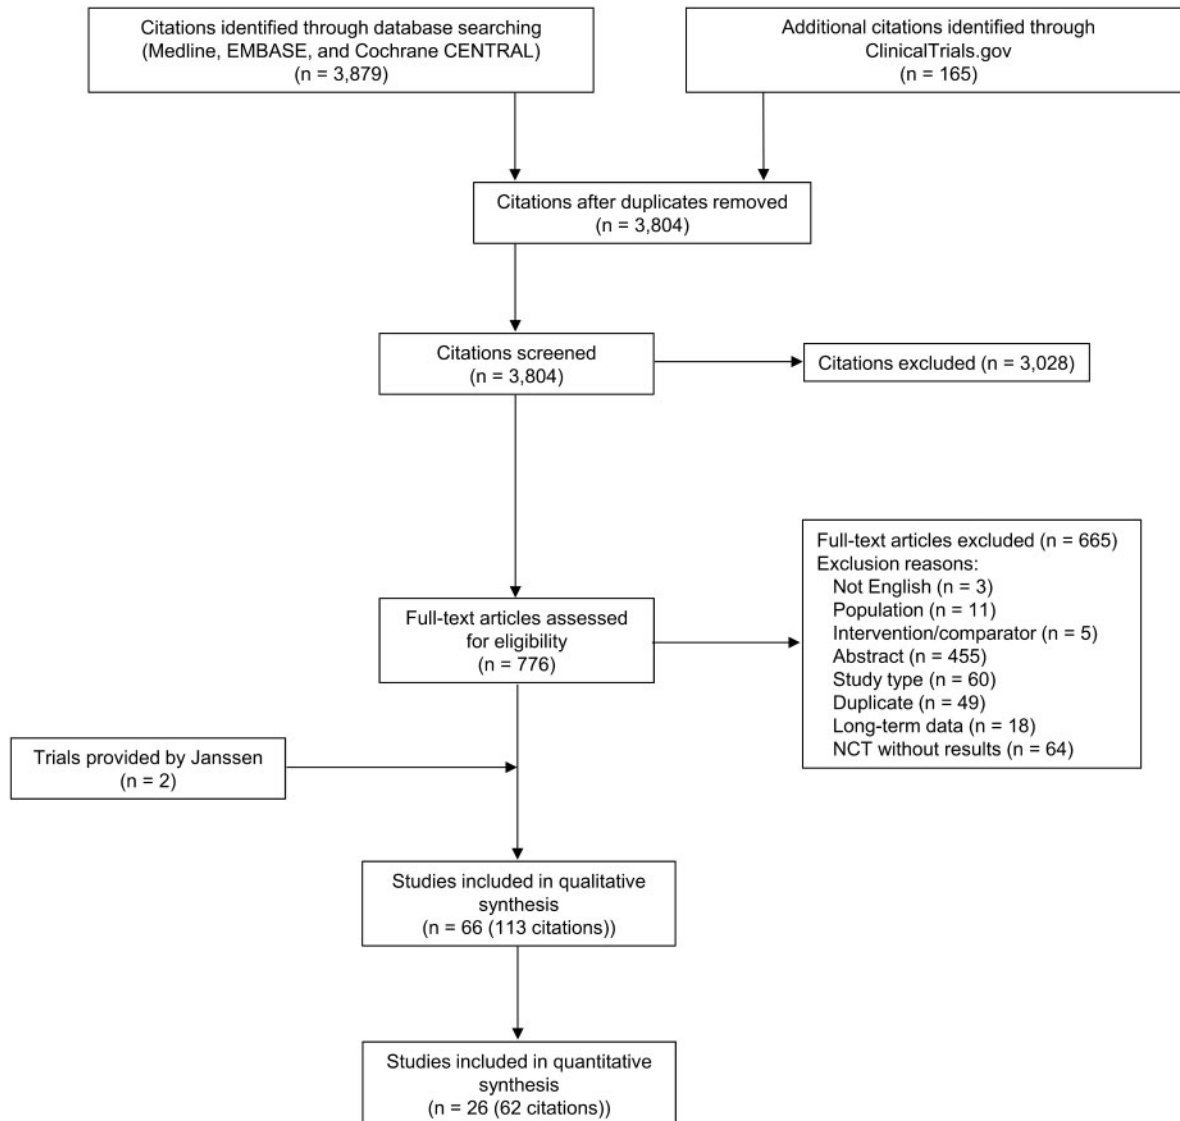 Citations identified through database searching
(Medline, EMBASE, and Cochrane CENTRAL)
(n = 3,879)
Additional citations identified through
ClinicalTrials.gov
(n = 165)
Citations after duplicates removed
(n = 3,804)
Citations screened
(n = 3,804)
Citations excluded (n = 3,028)
Full-text articles assessed
for eligibility
(n = 776)
Full-text articles excluded (n = 665)
Exclusion reasons:
Not English (n = 3)
Population (n = 11)
Intervention/comparator (n = 5)
Abstract (n = 455)
Study type (n = 60)
Duplicate (n = 49)
Long-term data (n = 18)
NCT without results (n = 64)
Trials provided by Janssen
(n = 2)
Studies included in qualitative
synthesis
(n = 66 (113 citations))
Studies included in quantitative
synthesis
(n = 26 (62 citations))